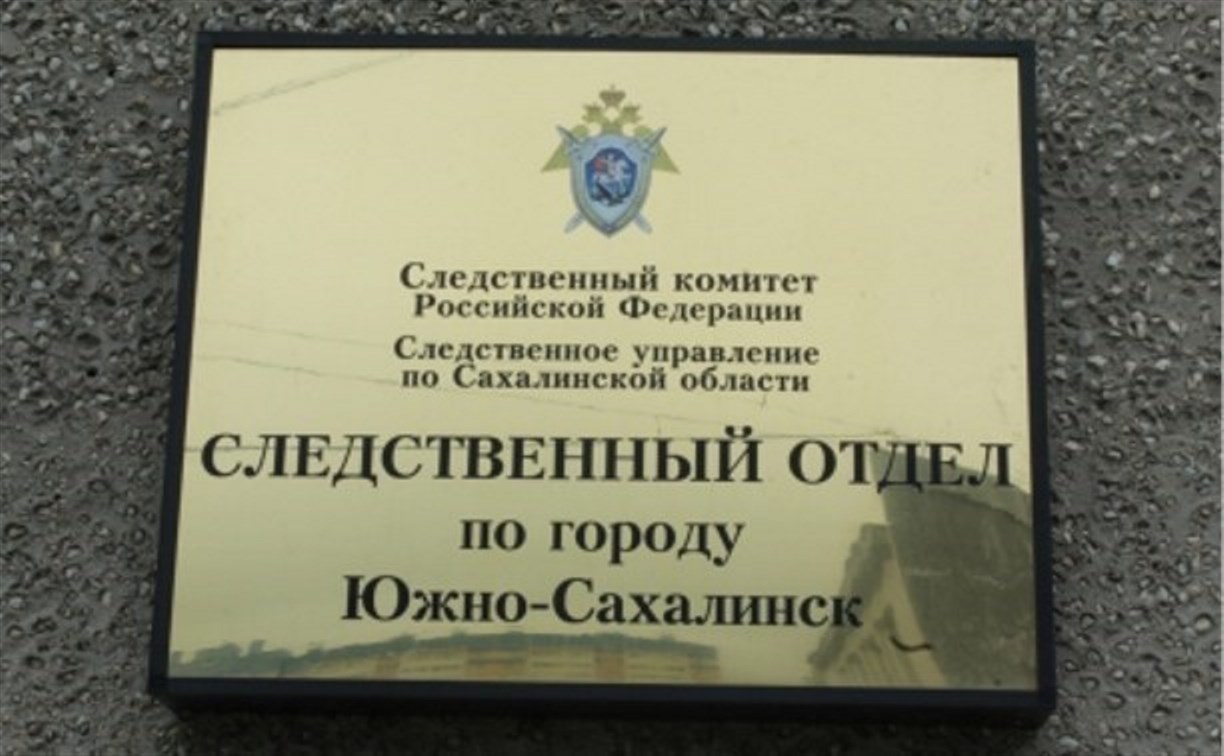 Следственный комитет
Российской Федерации
Следственное управление
по Сахалинской области
СЛЕДСТВЕННЫЙ ОТДЕЛ
по городу
Южно-Сахалинск